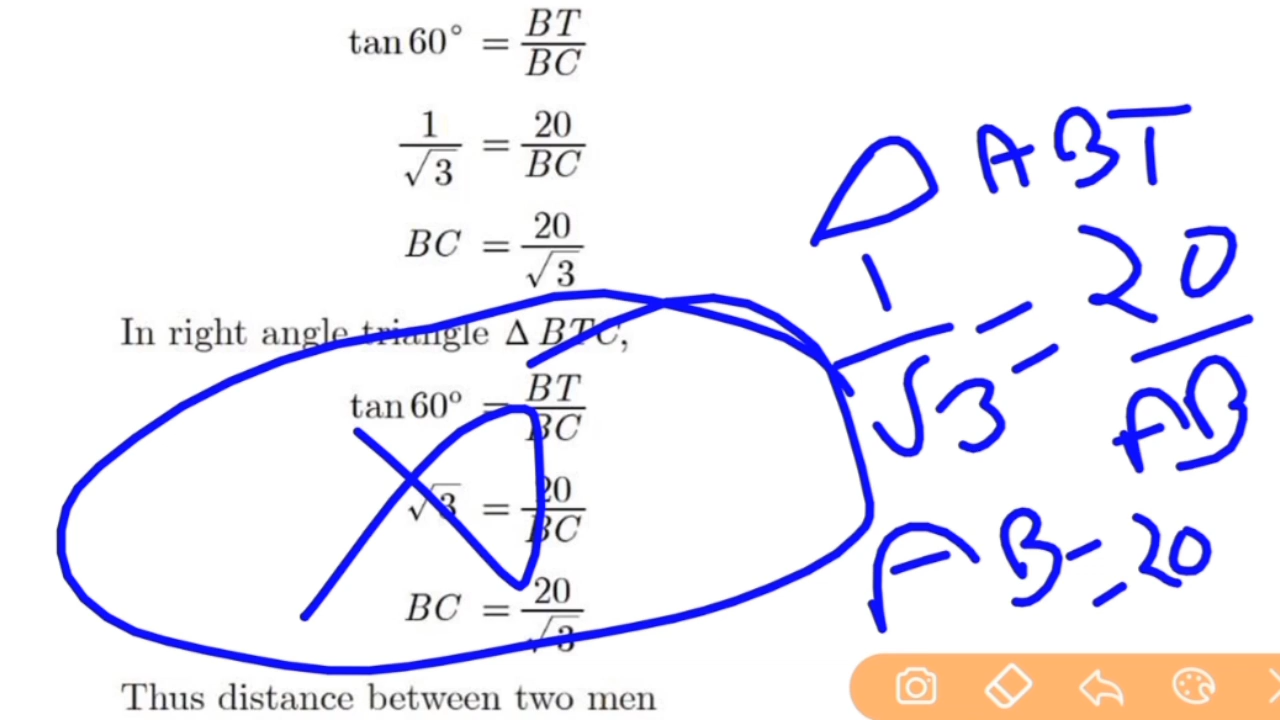 tan 60° = BT/BC
1/√3 = 20/BC
BC = 20/√3
In right angle triangle Δ BTC,
tan 60° = BT/BC
√3 = 20/BC
BC = 20/√3
Thus distance between two men
Δ ABT
1/√3 = 20/AB
AB = 20